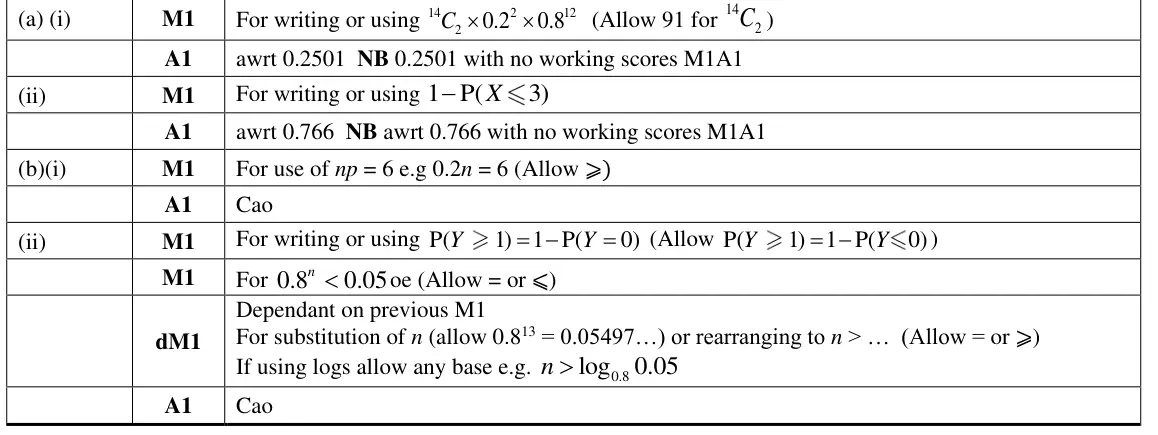 (a) (i) M1 For writing or using ¹⁴C₂ × 0.2² × 0.8¹² (Allow 91 for ¹⁴C₂ )
A1 awrt 0.2501 NB 0.2501 with no working scores M1A1
(ii) M1 For writing or using 1 – P( X ⩽ 3)
A1 awrt 0.766 NB awrt 0.766 with no working scores M1A1
(b)(i) M1 For use of np = 6 e.g 0.2n = 6 (Allow ⩾)
A1 Cao
(ii) M1 For writing or using P(Y ⩾ 1) = 1 – P(Y = 0) (Allow P(Y ⩾ 1) = 1 – P(Y⩽0) )
M1 For 0.8ⁿ < 0.05 oe (Allow = or ⩽)
Dependant on previous M1
dM1 For substitution of n (allow 0.8¹³ = 0.05497…) or rearranging to n > … (Allow = or ⩾)
If using logs allow any base e.g. n > log₀.₈ 0.05
A1 Cao